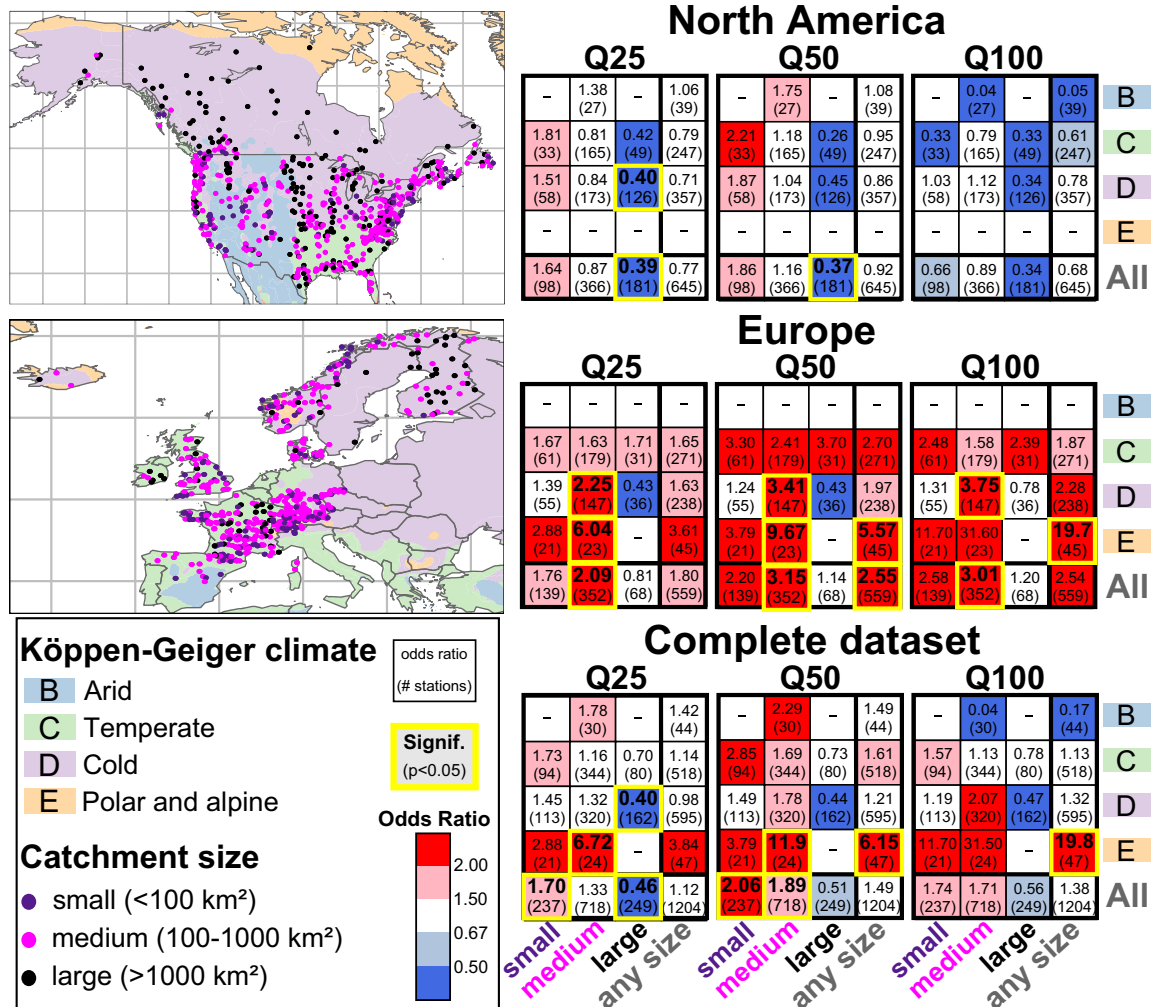 North America
Q25 Q50 Q100
– 1.38 – 1.06 – 1.75 – 1.08 – 0.04 – 0.05 B
(27) (39) (27) (39) (27) (39)
1.81 0.81 0.42 0.79 2.21 1.18 0.26 0.95 0.33 0.79 0.33 0.61 C
(33) (165) (49) (247) (33) (165) (49) (247) (33) (165) (49) (247)
1.51 0.84 0.40 0.71 1.87 1.04 0.45 0.86 1.03 1.12 0.34 0.78 D
(58) (173) (126) (357) (58) (173) (126) (357) (58) (173) (126) (357)
– – – – – – – – – – – – E
1.64 0.87 0.39 0.77 1.86 1.16 0.37 0.92 0.66 0.89 0.34 0.68 All
(98) (366) (181) (645) (98) (366) (181) (645) (98) (366) (181) (645)
Europe
Q25 Q50 Q100
– – – – – – – – – – – – B
1.67 1.63 1.71 1.65 3.30 2.41 3.70 2.70 2.48 1.58 2.39 1.87 C
(61) (179) (31) (271) (61) (179) (31) (271) (61) (179) (31) (271)
1.39 2.25 0.43 1.63 1.24 3.41 0.43 1.97 1.31 3.75 0.78 2.28 D
(55) (147) (36) (238) (55) (147) (36) (238) (55) (147) (36) (238)
2.88 6.04 – 3.61 3.79 9.67 – 5.57 11.70 31.60 – 19.7 E
(21) (23) (45) (21) (23) (45) (21) (23) (45)
1.76 2.09 0.81 1.80 2.20 3.15 1.14 2.55 2.58 3.01 1.20 2.54 All
(139) (352) (68) (559) (139) (352) (68) (559) (139) (352) (68) (559)
Complete dataset
Q25 Q50 Q100
– 1.78 – 1.42 – 2.29 – 1.49 – 0.04 – 0.17 B
(30) (44) (30) (44) (30) (44)
1.73 1.16 0.70 1.14 2.85 1.69 0.73 1.61 1.57 1.13 0.78 1.13 C
(94) (344) (80) (518) (94) (344) (80) (518) (94) (344) (80) (518)
1.45 1.32 0.40 0.98 1.49 1.78 0.44 1.21 1.19 2.07 0.47 1.32 D
(113) (320) (162) (595) (113) (320) (162) (595) (113) (320) (162) (595)
2.88 6.72 – 3.84 3.79 11.9 – 6.15 11.70 31.50 – 19.8 E
(21) (24) (47) (21) (24) (47) (21) (24) (47)
1.70 1.33 0.46 1.12 2.06 1.89 0.51 1.49 1.74 1.71 0.56 1.38 All
(237) (718) (249) (1204) (237) (718) (249) (1204) (237) (718) (249) (1204)
small medium large any size small medium large any size small medium large any size
Köppen-Geiger climate
B Arid
C Temperate
D Cold
E Polar and alpine
Catchment size
small (<100 km²)
medium (100-1000 km²)
large (>1000 km²)
odds ratio
(# stations)
Signif.
(p<0.05)
Odds Ratio
2.00
1.50
0.67
0.50